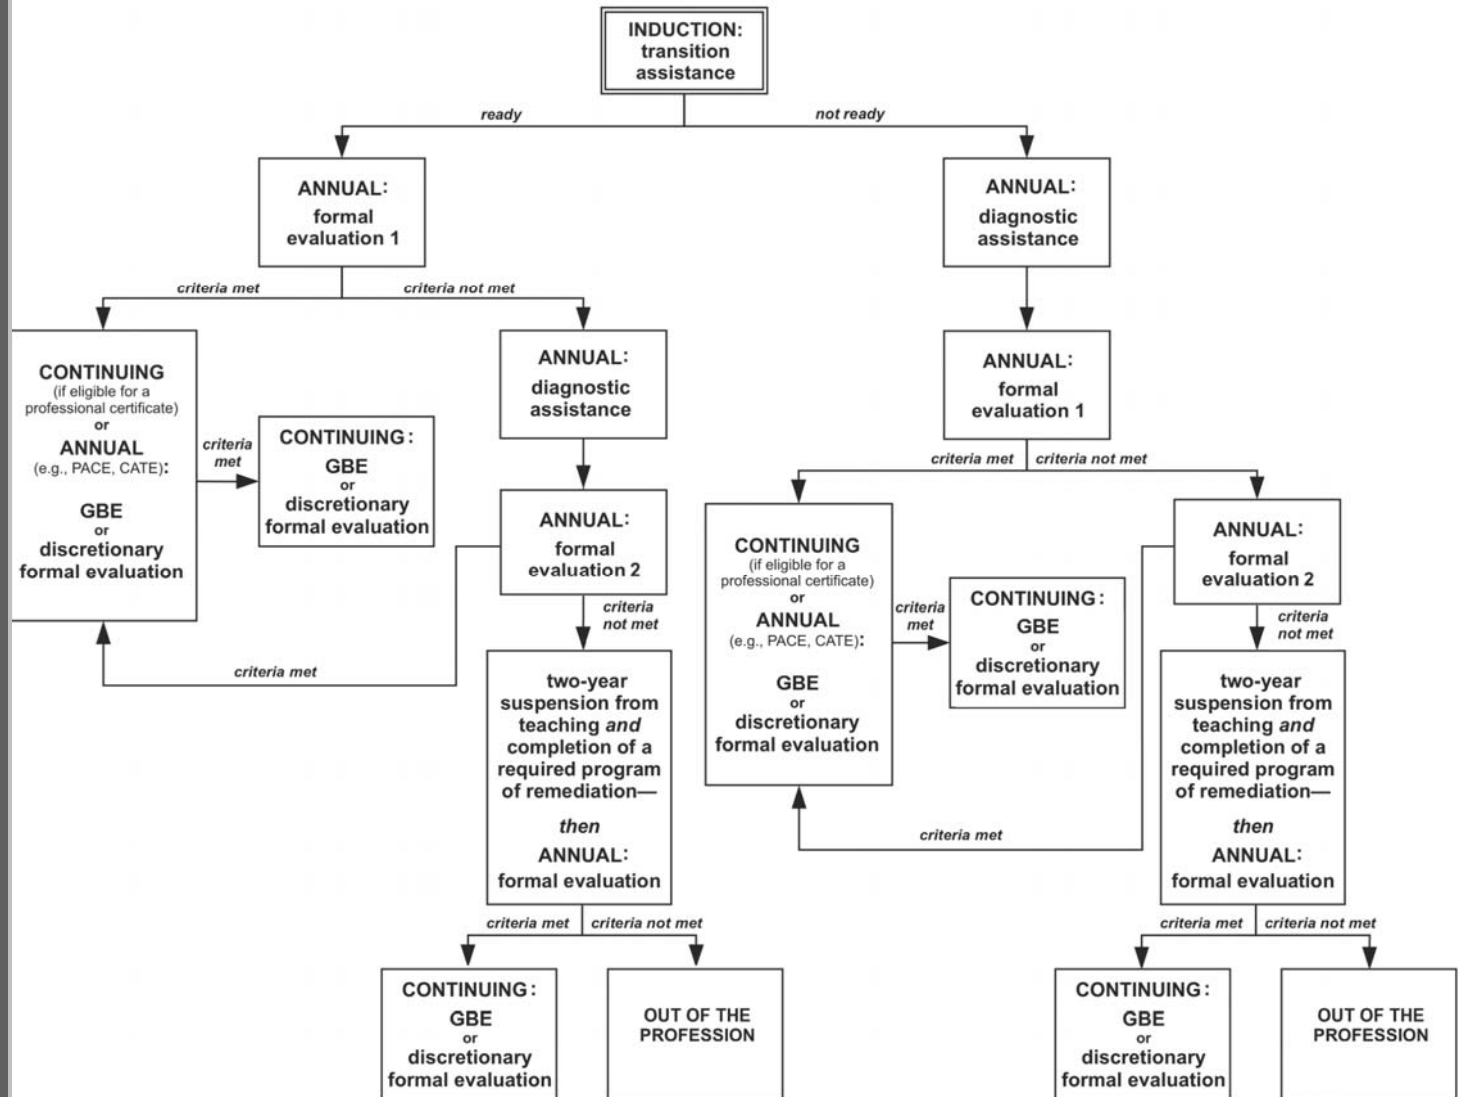 INDUCTION:
transition
assistance
ready
not ready
ANNUAL:
formal
evaluation 1
ANNUAL:
diagnostic
assistance
criteria met
criteria not met
CONTINUING
(if eligible for a
professional certificate)
or
ANNUAL
(e.g., PACE, CATE):
GBE
or
discretionary
formal evaluation
criteria
met
CONTINUING:
GBE
or
discretionary
formal evaluation
ANNUAL:
diagnostic
assistance
ANNUAL:
formal
evaluation 2
criteria
not met
criteria met
two-year
suspension from
teaching and
completion of a
required program
of remediation—
then
ANNUAL:
formal evaluation
criteria met
criteria not met
CONTINUING:
GBE
or
discretionary
formal evaluation
OUT OF THE
PROFESSION
ANNUAL:
formal
evaluation 1
criteria met
criteria not met
CONTINUING
(if eligible for a
professional certificate)
or
ANNUAL
(e.g., PACE, CATE):
GBE
or
discretionary
formal evaluation
criteria
met
CONTINUING:
GBE
or
discretionary
formal evaluation
ANNUAL:
formal
evaluation 2
criteria
not met
criteria met
two-year
suspension from
teaching and
completion of a
required program
of remediation—
then
ANNUAL:
formal evaluation
criteria met
criteria not met
CONTINUING:
GBE
or
discretionary
formal evaluation
OUT OF THE
PROFESSION